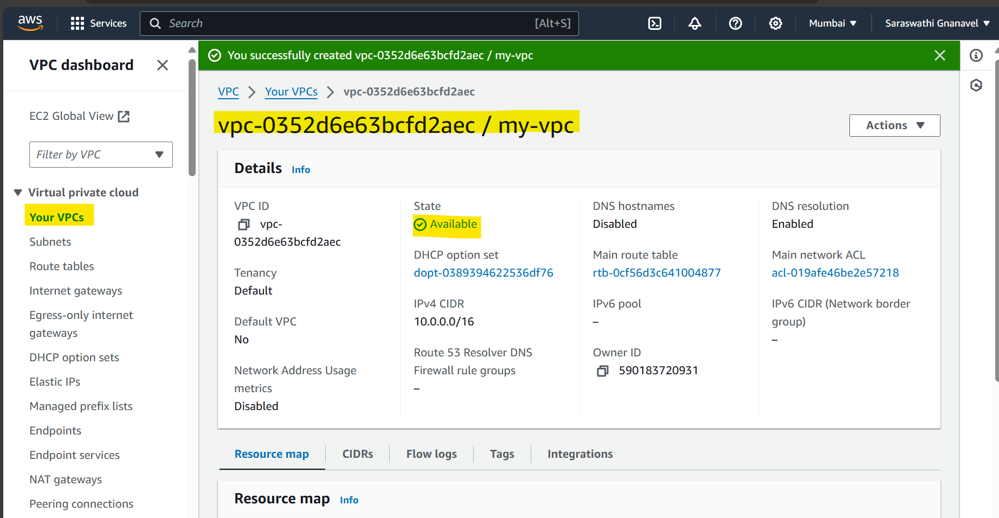 aws
Services
Search
[Alt+S]
Mumbai
Saraswathi Gnanavel
VPC dashboard
EC2 Global View
Filter by VPC
Virtual private cloud
Your VPCs
Subnets
Route tables
Internet gateways
Egress-only internet
gateways
DHCP option sets
Elastic IPs
Managed prefix lists
Endpoints
Endpoint services
NAT gateways
Peering connections
You successfully created vpc-0352d6e63bcfd2aec / my-vpc
VPC
Your VPCs
vpc-0352d6e63bcfd2aec
vpc-0352d6e63bcfd2aec / my-vpc
Actions
Details Info
VPC ID
vpc-
0352d6e63bcfd2aec
Tenancy
Default
Default VPC
No
Network Address Usage
metrics
Disabled
State
Available
DHCP option set
dopt-0389394622536df76
IPv4 CIDR
10.0.0.0/16
Route 53 Resolver DNS
Firewall rule groups
–
DNS hostnames
Disabled
Main route table
rtb-0cf56d3c641004877
IPv6 pool
–
Owner ID
590183720931
DNS resolution
Enabled
Main network ACL
acl-019afe46be2e57218
IPv6 CIDR (Network border
group)
–
Resource map
CIDRs
Flow logs
Tags
Integrations
Resource map Info